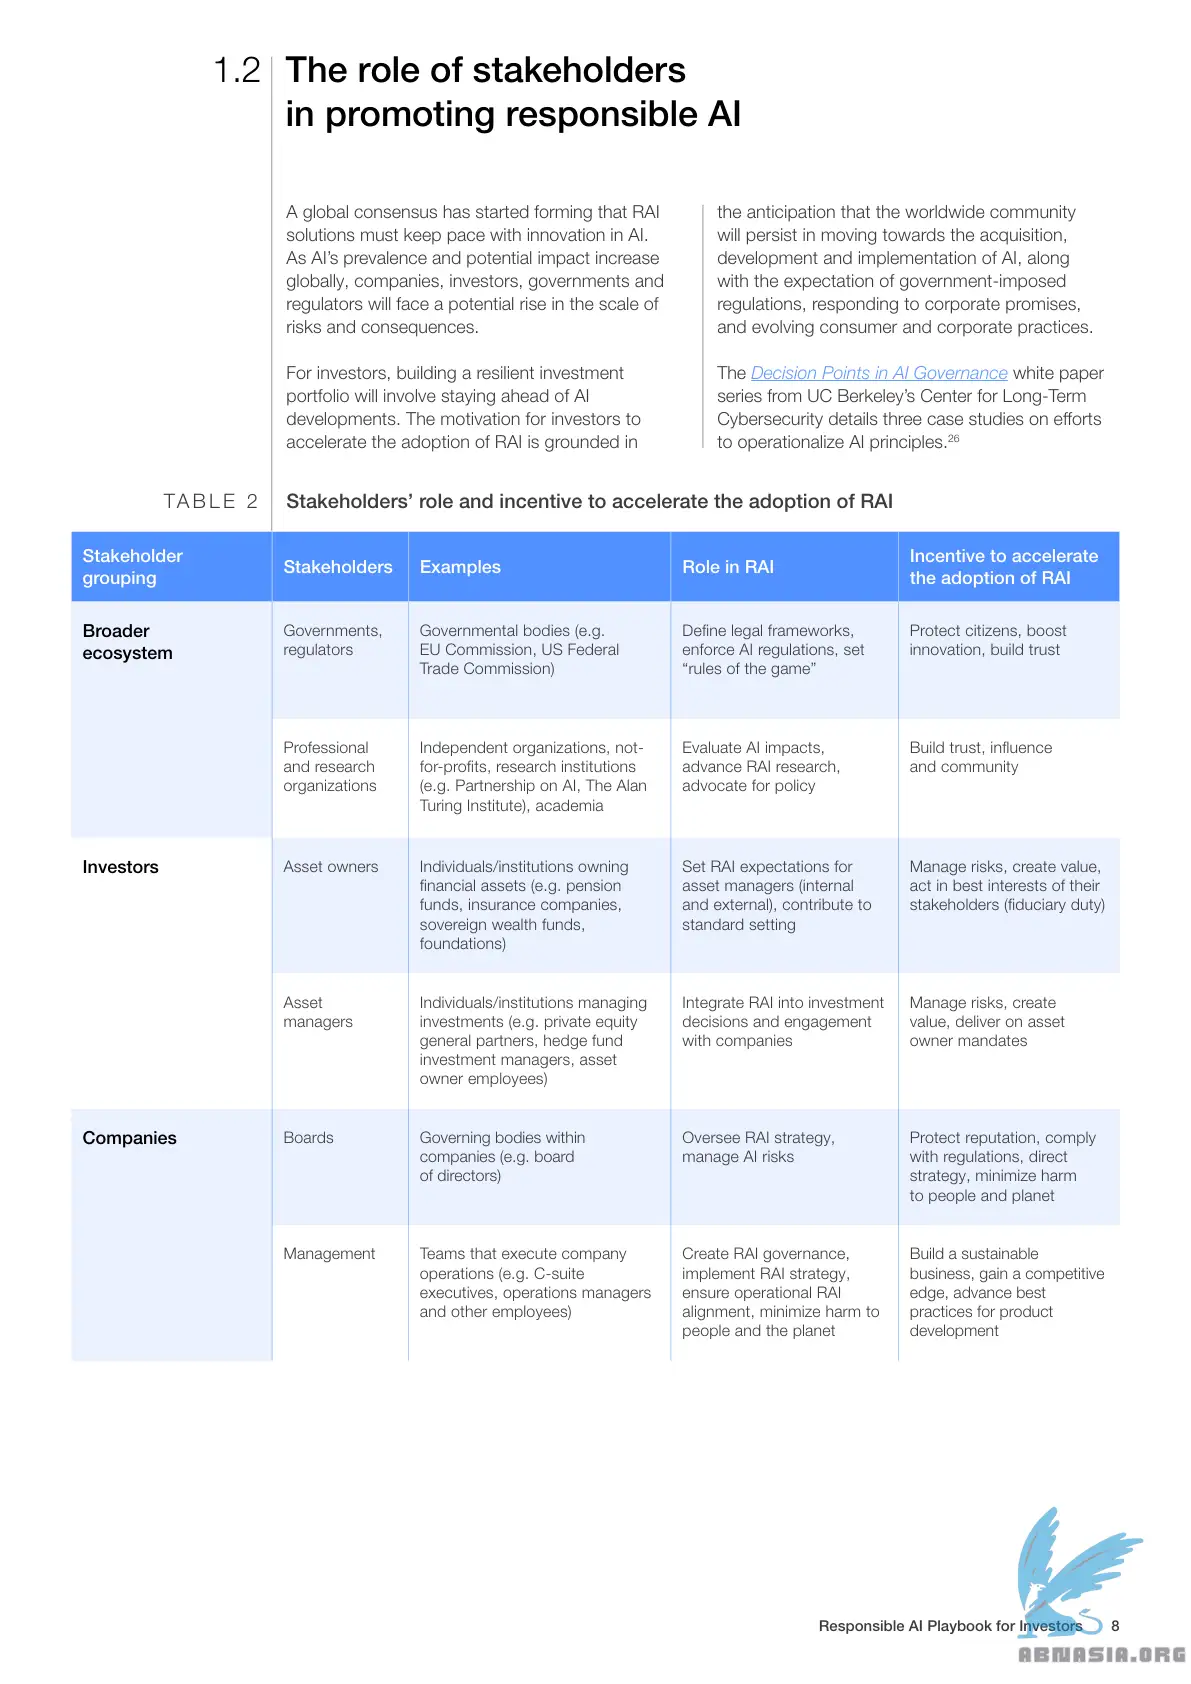 1.2
The role of stakeholders
in promoting responsible AI
A global consensus has started forming that RAI
solutions must keep pace with innovation in AI.
As AI’s prevalence and potential impact increase
globally, companies, investors, governments and
regulators will face a potential rise in the scale of
risks and consequences.
For investors, building a resilient investment
portfolio will involve staying ahead of AI
developments. The motivation for investors to
accelerate the adoption of RAI is grounded in
the anticipation that the worldwide community
will persist in moving towards the acquisition,
development and implementation of AI, along
with the expectation of government-imposed
regulations, responding to corporate promises,
and evolving consumer and corporate practices.
The Decision Points in AI Governance white paper
series from UC Berkeley’s Center for Long-Term
Cybersecurity details three case studies on efforts
to operationalize AI principles.26
TABLE 2
Stakeholders’ role and incentive to accelerate the adoption of RAI
Stakeholder
grouping
Stakeholders
Examples
Role in RAI
Incentive to accelerate
the adoption of RAI
Broader
ecosystem
Governments,
regulators
Governmental bodies (e.g.
EU Commission, US Federal
Trade Commission)
Define legal frameworks,
enforce AI regulations, set
“rules of the game”
Protect citizens, boost
innovation, build trust
Professional
and research
organizations
Independent organizations, not-
for-profits, research institutions
(e.g. Partnership on AI, The Alan
Turing Institute), academia
Evaluate AI impacts,
advance RAI research,
advocate for policy
Build trust, influence
and community
Investors
Asset owners
Individuals/institutions owning
financial assets (e.g. pension
funds, insurance companies,
sovereign wealth funds,
foundations)
Set RAI expectations for
asset managers (internal
and external), contribute to
standard setting
Manage risks, create value,
act in best interests of their
stakeholders (fiduciary duty)
Asset
managers
Individuals/institutions managing
investments (e.g. private equity
general partners, hedge fund
investment managers, asset
owner employees)
Integrate RAI into investment
decisions and engagement
with companies
Manage risks, create
value, deliver on asset
owner mandates
Companies
Boards
Governing bodies within
companies (e.g. board
of directors)
Oversee RAI strategy,
manage AI risks
Protect reputation, comply
with regulations, direct
strategy, minimize harm
to people and planet
Management
Teams that execute company
operations (e.g. C-suite
executives, operations managers
and other employees)
Create RAI governance,
implement RAI strategy,
ensure operational RAI
alignment, minimize harm to
people and the planet
Build a sustainable
business, gain a competitive
edge, advance best
practices for product
development
Responsible AI Playbook for Investors
8
ABNASIA.ORG